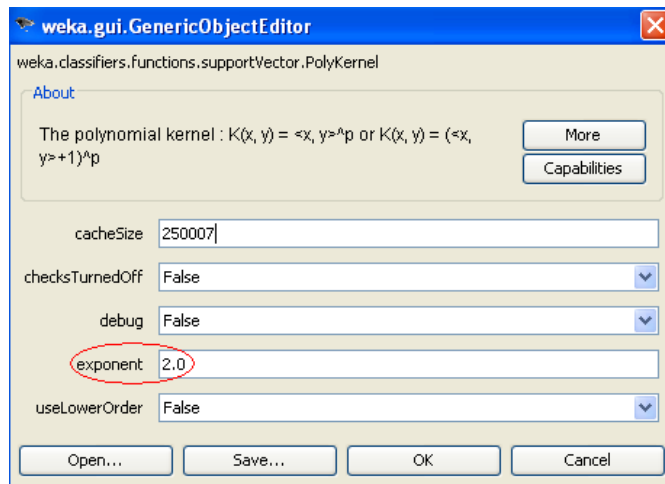 weka.gui.GenericObjectEditor
weka.classifiers.functions.supportVector.PolyKernel
About
The polynomial kernel : K(x, y) = <x, y>^p or K(x, y) = (<x,
y>+1)^p
More
Capabilities
cacheSize 250007
checksTurnedOff False
debug False
exponent 2.0
useLowerOrder False
Open... Save... OK Cancel